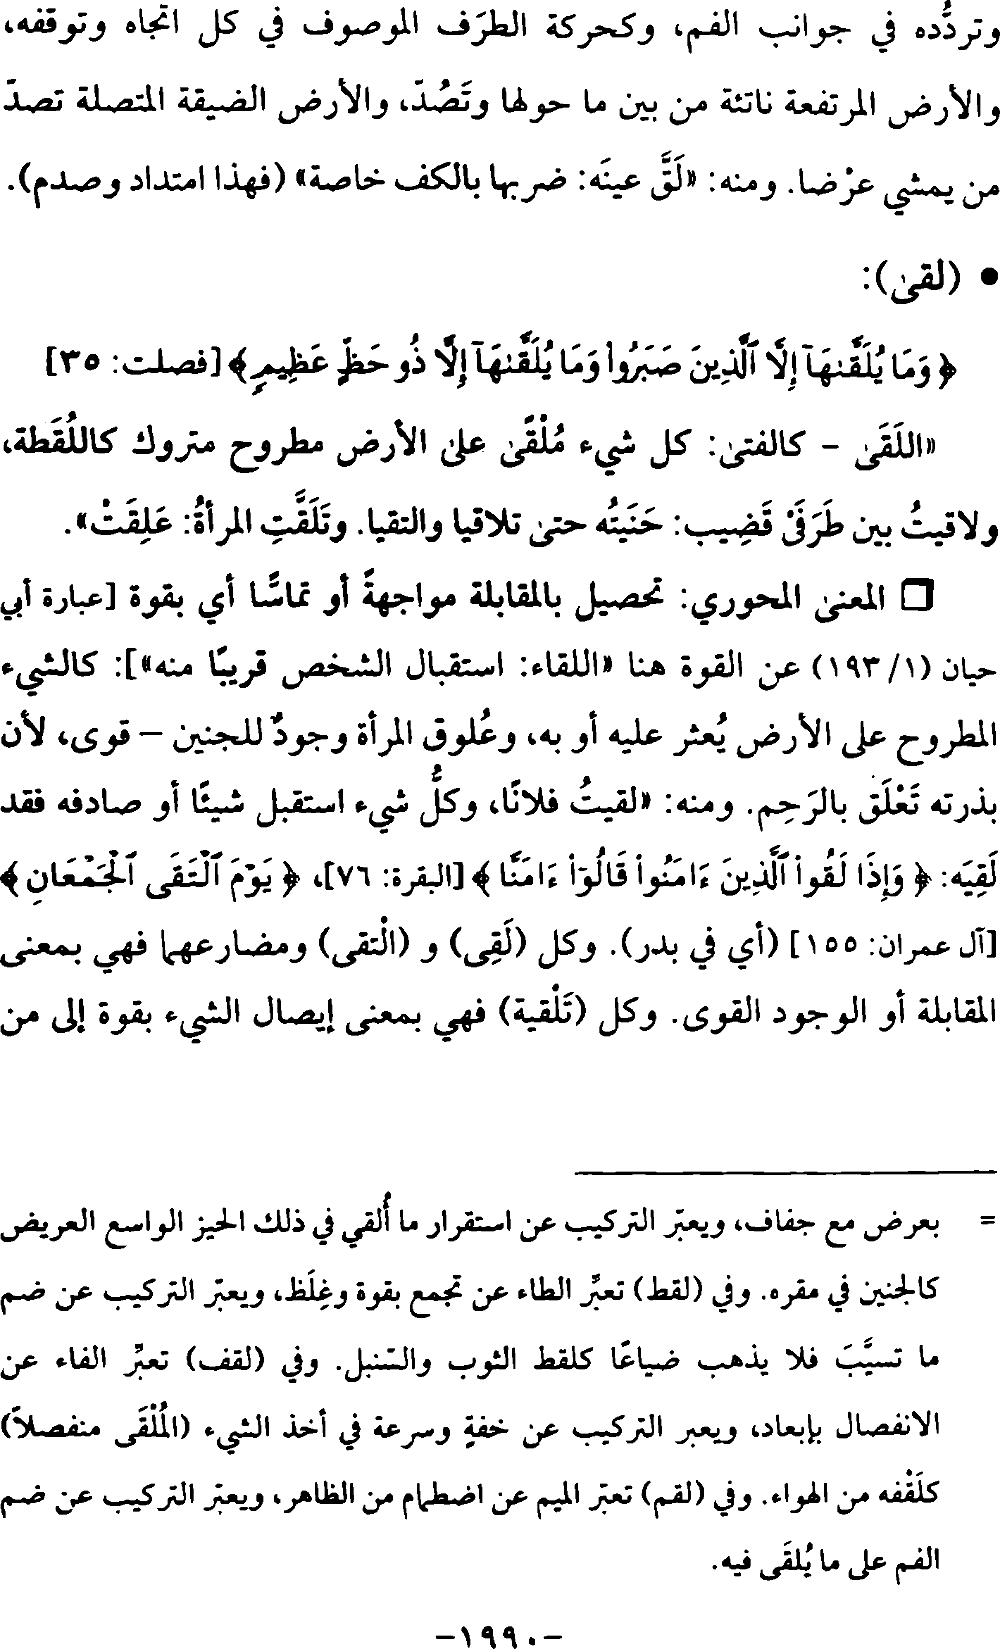 وتردُّده في جوانب الفم، وكحركة الطرَف الموصوف في كل اتجاه وتوقفه،
والأرض المرتفعة ناتئة من بين ما حولها وتَصُدّ، والأرض الضيقة المتصلة تصدّ
من يمشي عرْضا. ومنه: «لَقَّ عينَه: ضربها بالكف خاصة» (فهذا امتداد وصدم).
• (لقىٰ):
﴿وَمَا يُلَقَّىٰهَآ إِلَّا ٱلَّذِينَ صَبَرُوا۟ وَمَا يُلَقَّىٰهَآ إِلَّا ذُو حَظٍّ عَظِيمٍ﴾ [فصلت: ٣٥]
«اللَقَىٰ – كالفتىٰ: كل شيء مُلْقًىٰ علىٰ الأرض مطروح متروك كاللُقَطة،
ولاقيتُ بين طَرَفَيْ قَضِيب: حَنَيتُه حتىٰ تلاقيا والتقيا. وتَلَقَّتِ المرأةُ: عَلِقَتْ».
□ المعنىٰ المحوري: تحصيل بالمقابلة مواجهةً أو تماسًّا أي بقوة [عبارة أبي
حيان (١/ ١٩٣) عن القوة هنا «اللقاء: استقبال الشخص قريبًا منه»]: كالشيء
المطروح على الأرض يُعثر عليه أو به، وعُلوق المرأة وجودٌ للجنين – قوى، لأن
بذرته تَعْلَق بالرَحِم. ومنه: «لقيتُ فلانًا، وكلُّ شيء استقبل شيئًا أو صادفه فقد
لَقِيَه: ﴿وَإِذَا لَقُوا۟ ٱلَّذِينَ ءَامَنُوا۟ قَالُوٓا۟ ءَامَنَّا﴾ [البقرة: ٧٦]، ﴿يَوْمَ ٱلْتَقَى ٱلْجَمْعَانِ﴾
[آل عمران: ١٥٥] (أي في بدر). وكل (لَقِى) و (الْتقى) ومضارعهما فهي بمعنى
المقابلة أو الوجود القوى. وكل (تَلْقية) فهي بمعنى إيصال الشيء بقوة إلى من
= بعرض مع جفاف، ويعبّر التركيب عن استقرار ما أُلقي في ذلك الحيز الواسع العريض
كالجنين في مقره. وفي (لقط) تعبِّر الطاء عن تجمع بقوة وغِلَظ، ويعبّر التركيب عن ضم
ما تسيَّبَ فلا يذهب ضياعًا كلقط الثوب والسّنبل. وفي (لقف) تعبِّر الفاء عن
الانفصال بإبعاد، ويعبر التركيب عن خفةٍ وسرعة في أخذ الشيء (المُلْقَى منفصلاً)
كلَقْفه من الهواء. وفي (لقم) تعبّر الميم عن اضطمام من الظاهر، ويعبّر التركيب عن ضم
الفم على ما يُلقَى فيه.
–١٩٩٠–